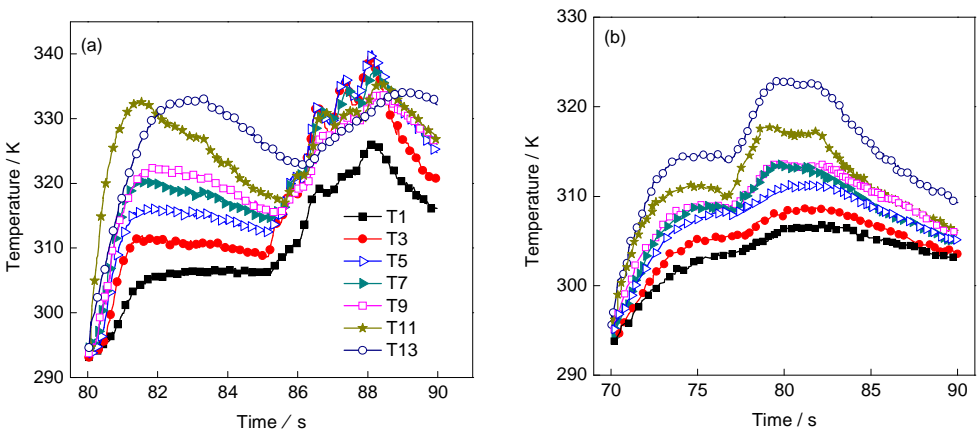 (a)
Temperature / K
340
330
320
310
300
290
80
82
84
86
88
90
Time / s
T1
T3
T5
T7
T9
T11
T13
(b)
Temperature / K
330
320
310
300
290
70
75
80
85
90
Time / s